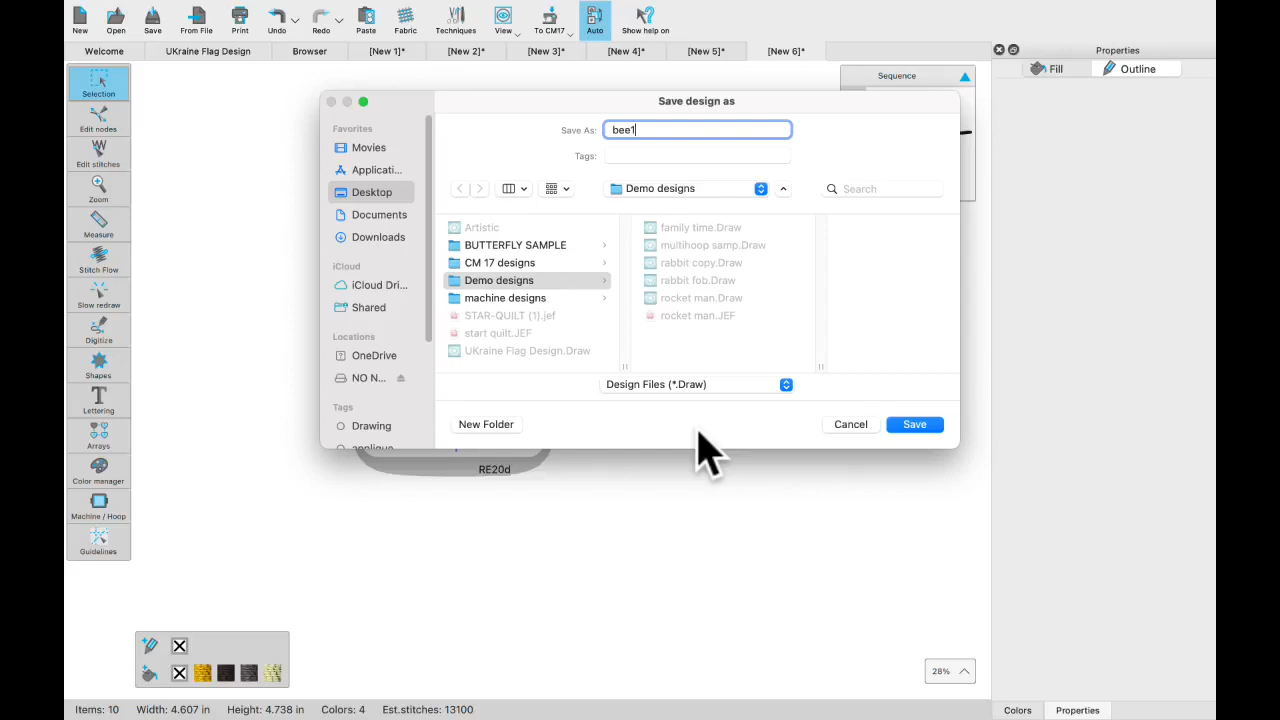 New Open Save From File Print Undo Redo Paste Fabric Techniques View To CM17 Auto Show help on
Welcome UKraine Flag Design Browser [New 1]* [New 2]* [New 3]* [New 4]* [New 5]* [New 6]*
Properties
Fill Outline
Sequence
Selection
Edit nodes
Edit stitches
Zoom
Measure
Stitch Flow
Slow redraw
Digitize
Shapes
Lettering
Arrays
Color manager
Machine / Hoop
Guidelines
Save design as
Save As: bee1
Tags:
Demo designs
Search
Favorites
Movies
Applicati...
Desktop
Documents
Downloads
iCloud
iCloud Dri...
Shared
Locations
OneDrive
NO N...
Tags
Drawing
applique
Artistic
BUTTERFLY SAMPLE
CM 17 designs
Demo designs
machine designs
STAR-QUILT (1).jef
start quilt.JEF
UKraine Flag Design.Draw
family time.Draw
multihoop samp.Draw
rabbit copy.Draw
rabbit fob.Draw
rocket man.Draw
rocket man.JEF
Design Files (*.Draw)
New Folder Cancel Save
RE20d
28%
Items: 10 Width: 4.607 in Height: 4.738 in Colors: 4 Est.stitches: 13100
Colors Properties